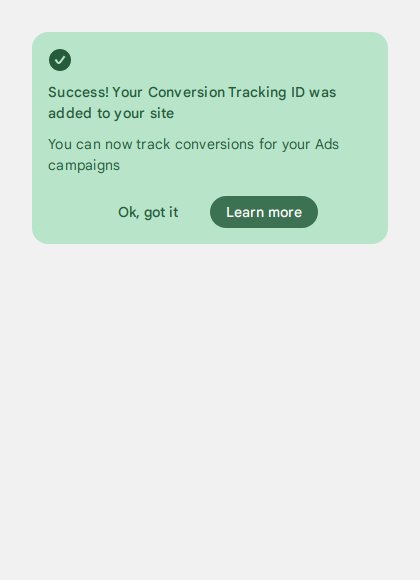 Success! Your Conversion Tracking ID was
added to your site
You can now track conversions for your Ads
campaigns
Ok, got it
Learn more